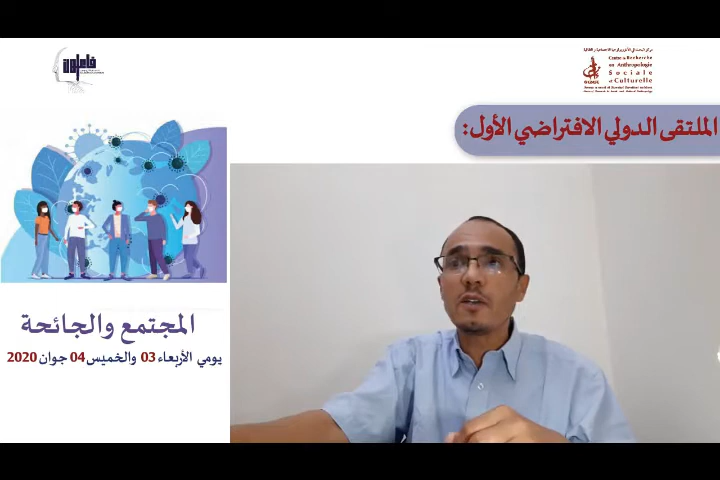 فاعلون
Centre de Recherche
en Anthropologie
Sociale
et Culturelle
الملتقى الدولي الافتراضي الأول:
المجتمع والجائحة
يومي الأربعاء 03 والخميس 04 جوان 2020